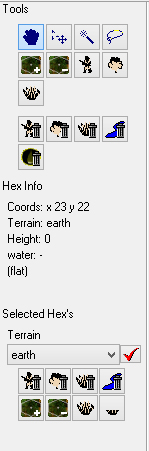 Tools
Hex Info
Coords: x 23 y 22
Terrain: earth
Height: 0
water: -
(flat)
Selected Hex's
Terrain
earth